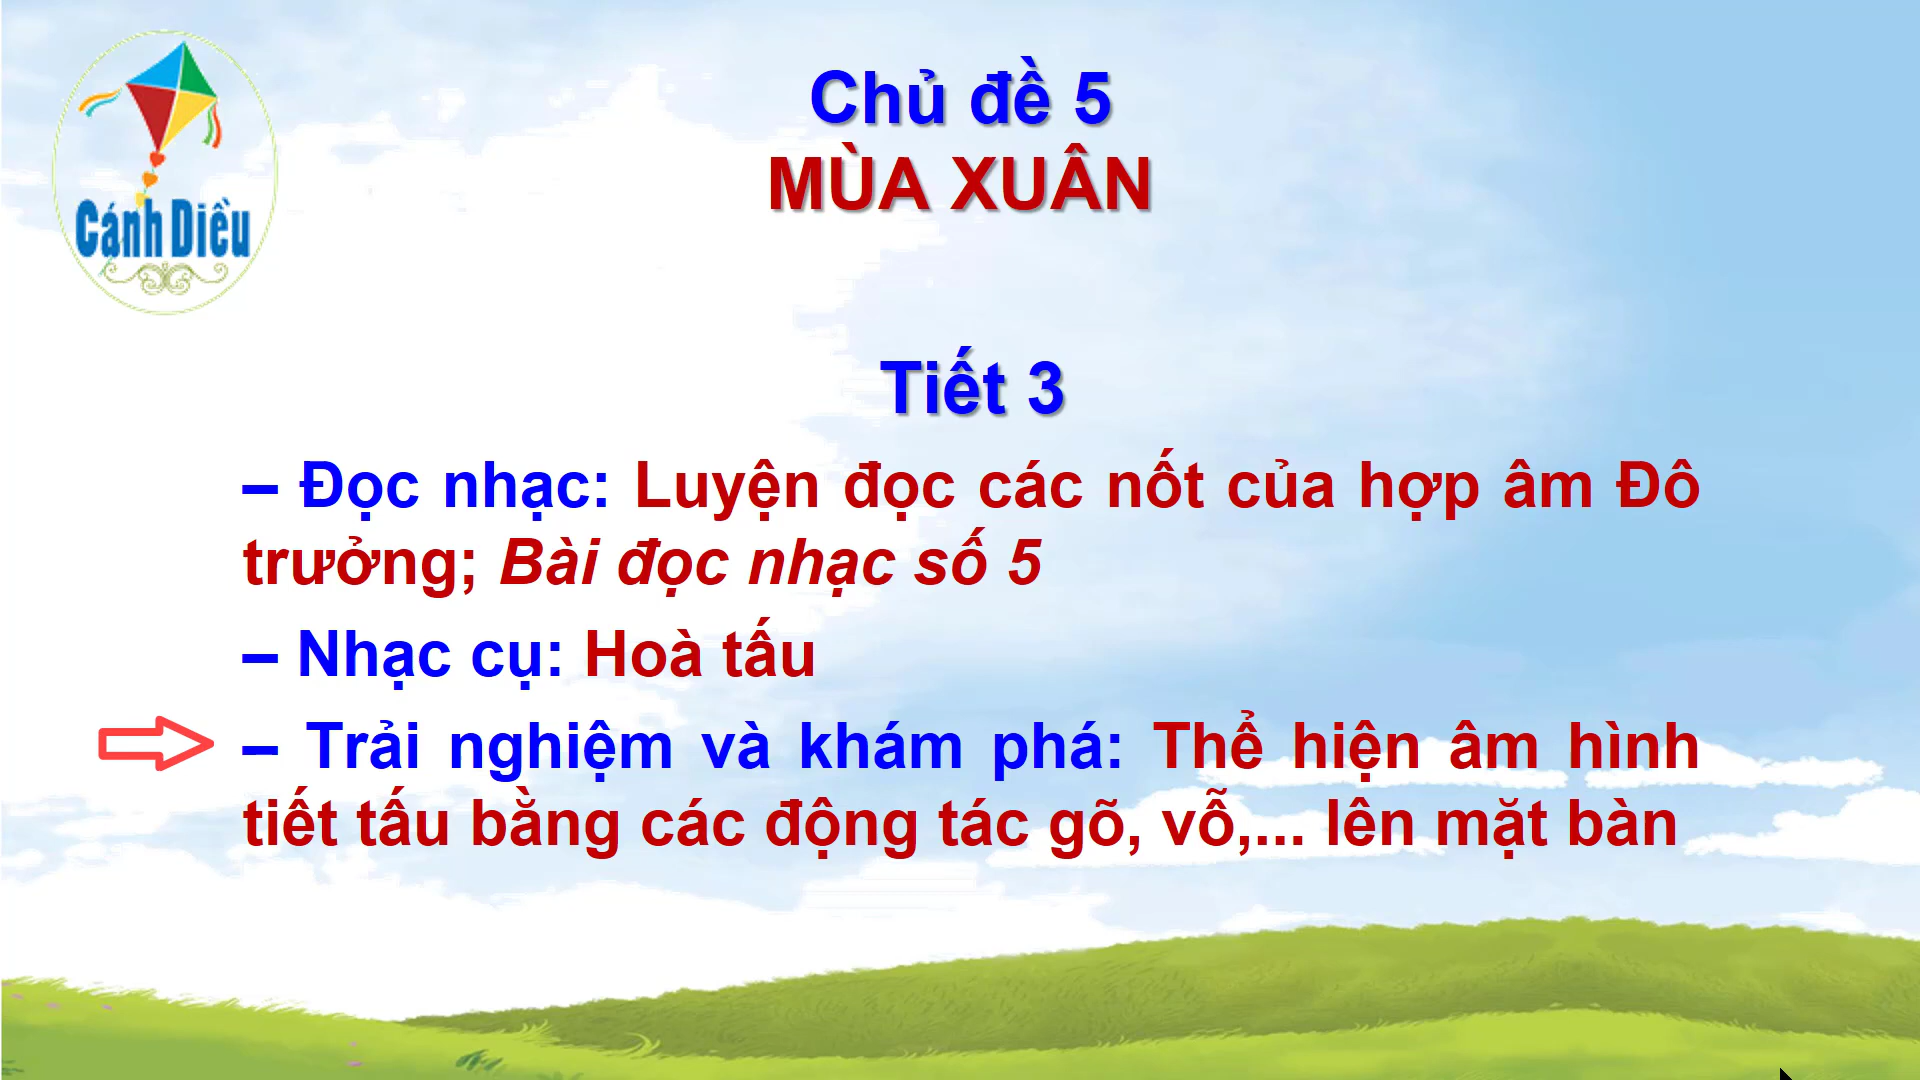 Cánh Diều
Chủ đề 5
MÙA XUÂN
Tiết 3
– Đọc nhạc: Luyện đọc các nốt của hợp âm Đô
trưởng; Bài đọc nhạc số 5
– Nhạc cụ: Hoà tấu
– Trải nghiệm và khám phá: Thể hiện âm hình
tiết tấu bằng các động tác gõ, vỗ,... lên mặt bàn